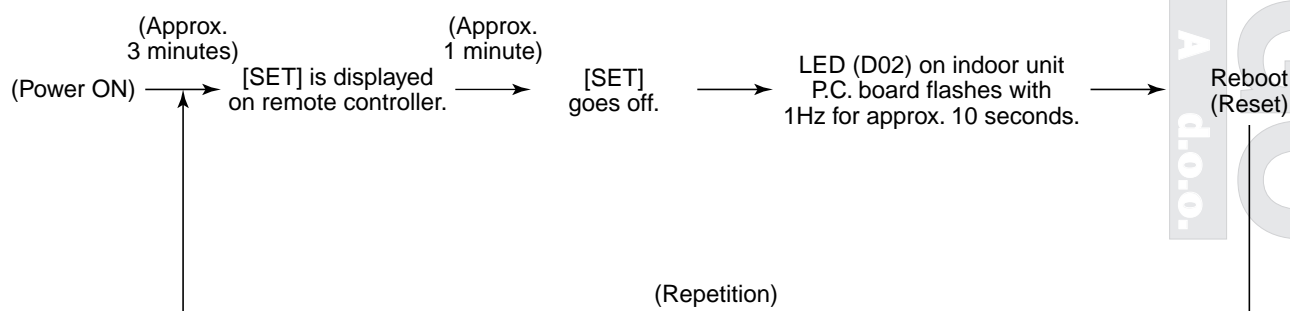 (Approx.
3 minutes)
(Approx.
1 minute)
(Power ON)
[SET] is displayed
on remote controller.
[SET]
goes off.
LED (D02) on indoor unit
P.C. board flashes with
1Hz for approx. 10 seconds.
Reboot
(Reset)
(Repetition)
A d.o.o.